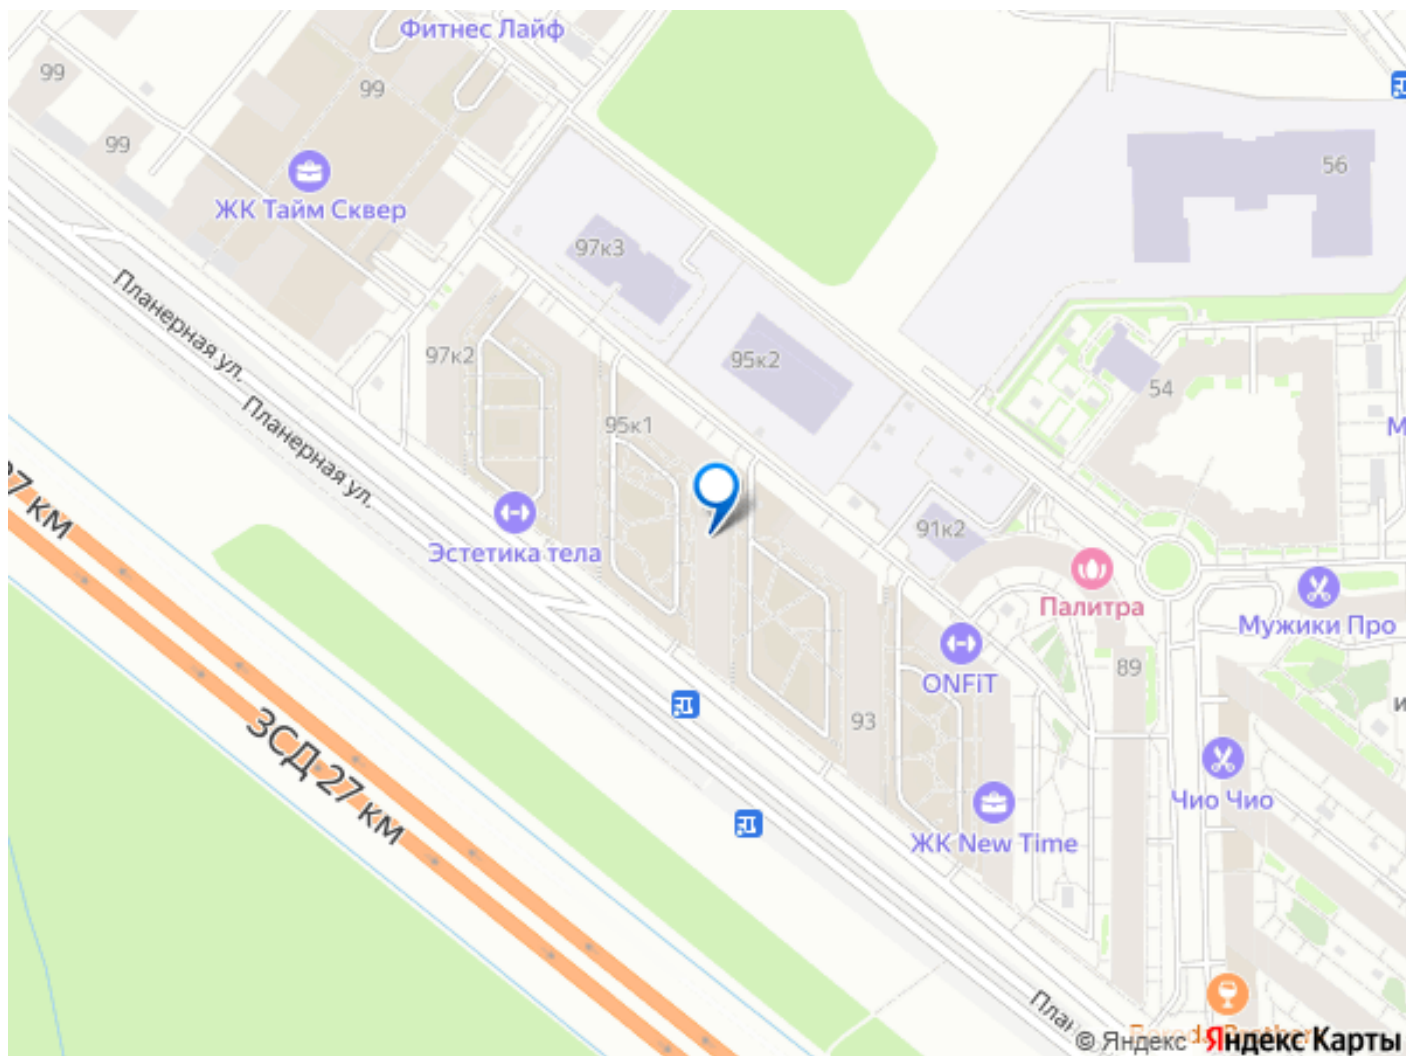 Фитнес Лайф
99
99
99
56
ЖК Тайм Сквер
97к3
Планерная ул.
97к2
95к2
54
М
95к1
Планерная ул.
27 км
91к2
Эстетика тела
Палитра
Мужики Про
ONFiT
89
и
93
ЗСД 27 км
Чио Чио
ЖК New Time
План
© Яндекс Яндекс Карты